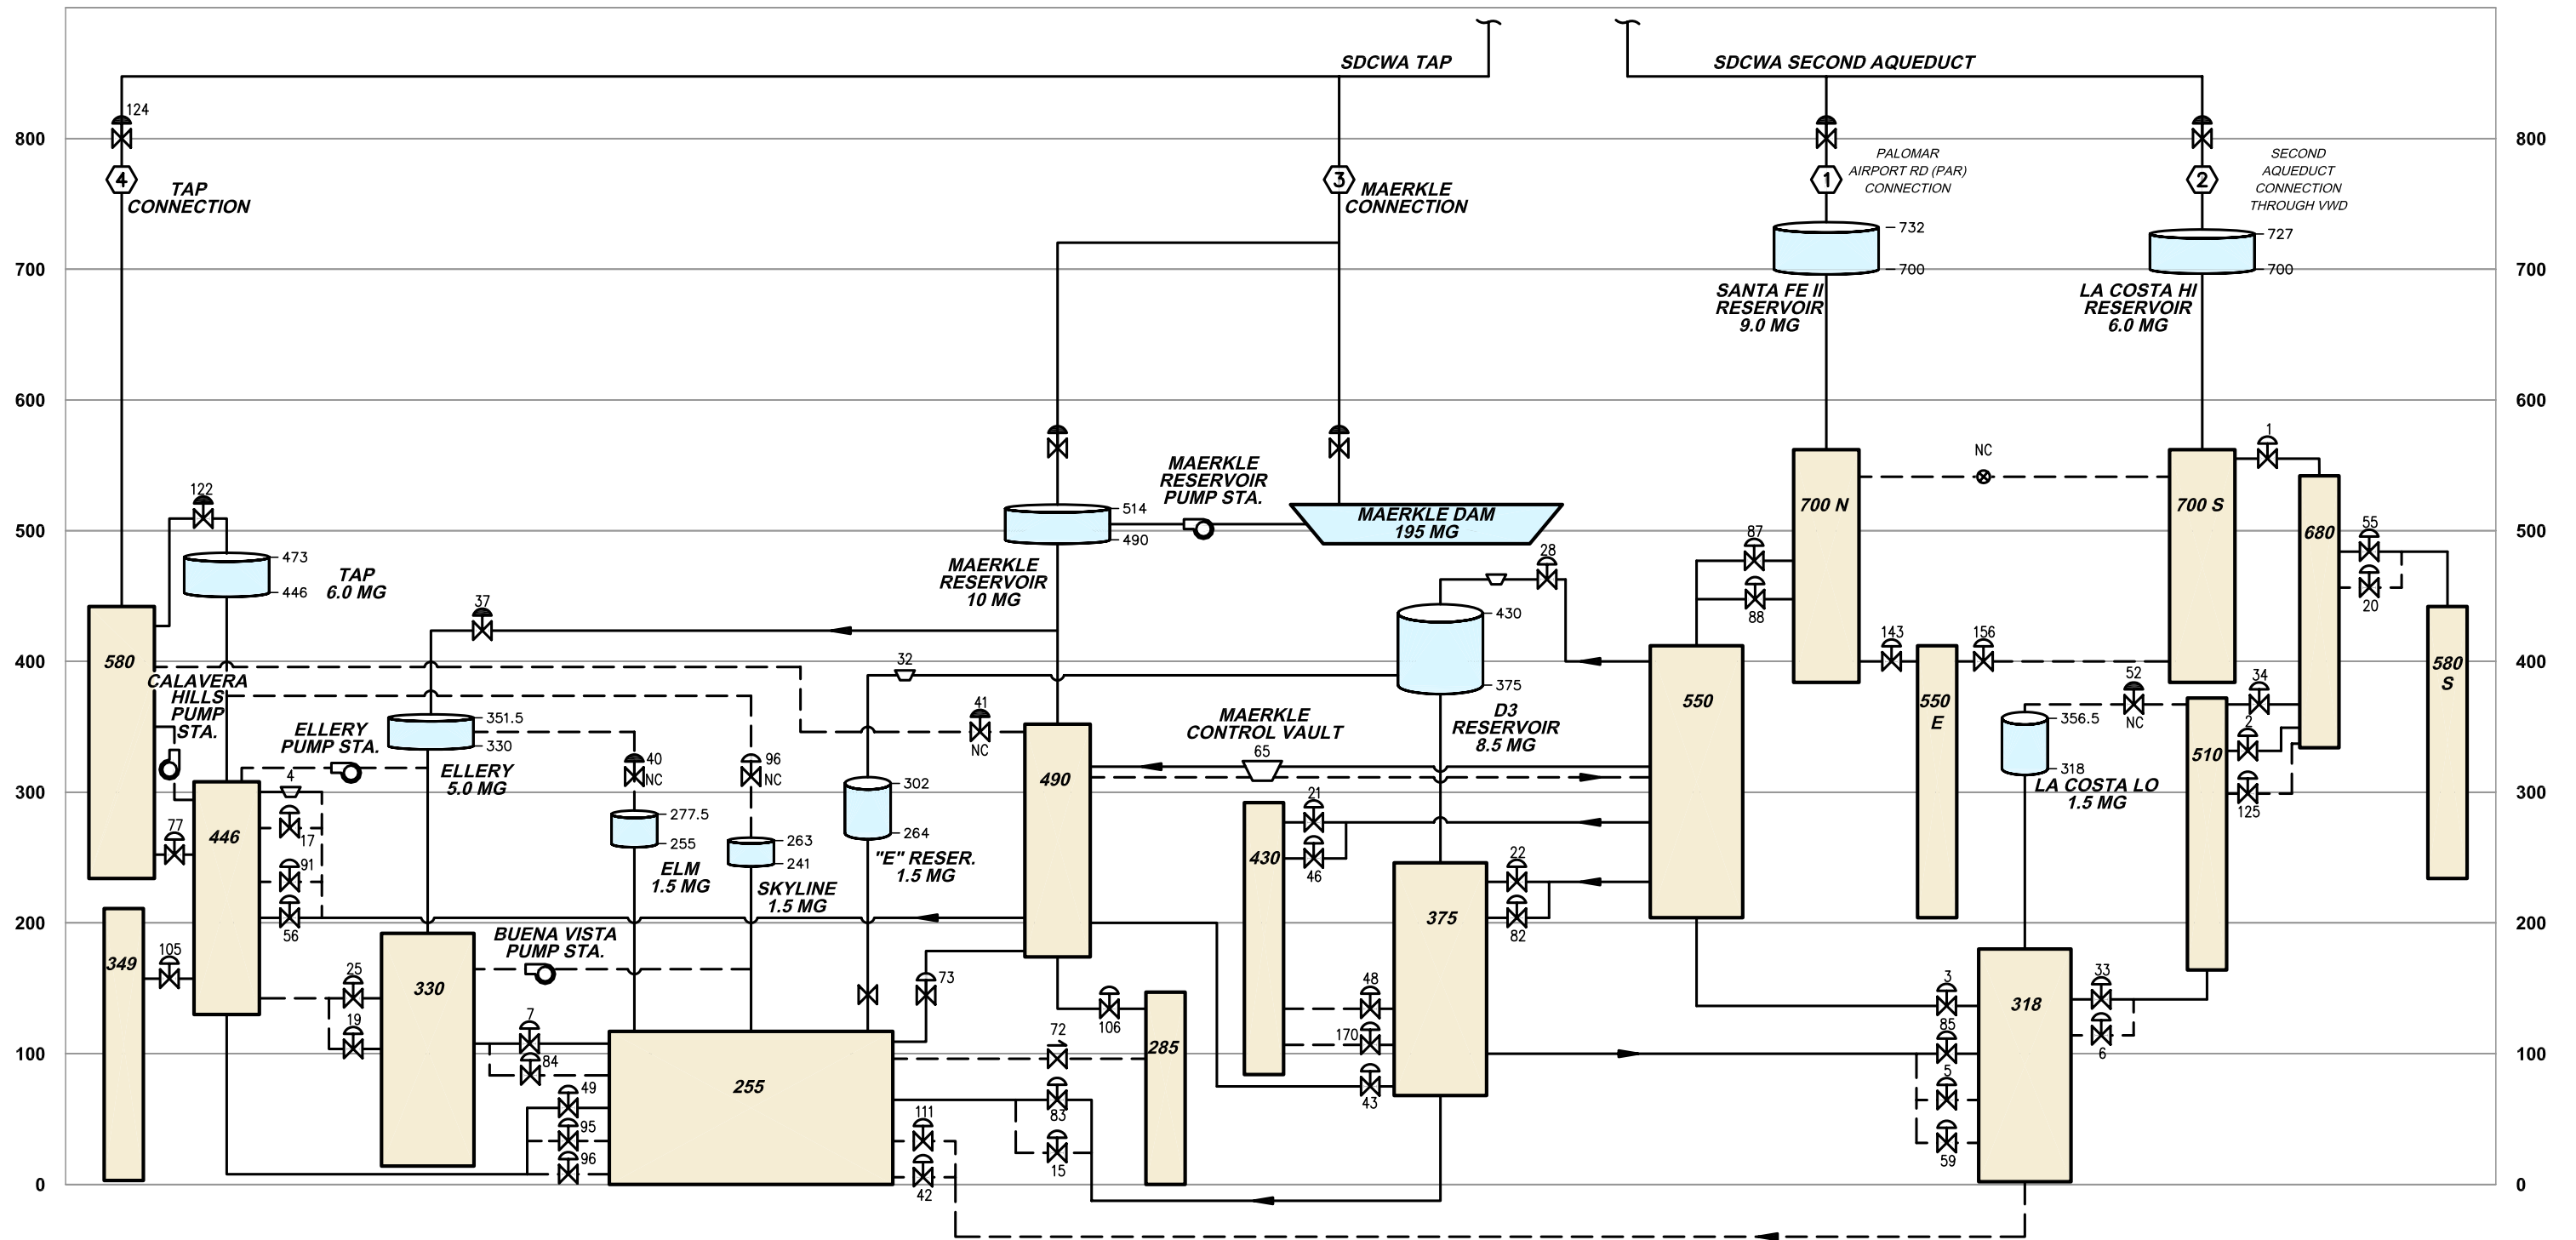 SDCWA TAP
SDCWA SECOND AQUEDUCT
124
800
800
4
TAP
CONNECTION
3
MAERKLE
CONNECTION
1
PALOMAR
AIRPORT RD (PAR)
CONNECTION
2
SECOND
AQUEDUCT
CONNECTION
THROUGH VWD
732
700
727
700
700
700
SANTA FE II
RESERVOIR
9.0 MG
LA COSTA HI
RESERVOIR
6.0 MG
600
600
1
NC
MAERKLE
RESERVOIR
PUMP STA.
122
514
490
MAERKLE DAM
195 MG
700 N
700 S
500
500
680
55
20
87
88
28
473
446
TAP
6.0 MG
MAERKLE
RESERVOIR
10 MG
37
430
375
D3
RESERVOIR
8.5 MG
143
156
400
400
580
32
550
580
S
CALAVERA
HILLS
PUMP
STA.
52
NC
34
351.5
330
ELLERY
PUMP STA.
ELLERY
5.0 MG
41
NC
MAERKLE
CONTROL VAULT
65
550
E
356.5
318
LA COSTA LO
1.5 MG
2
510
125
40
NC
96
NC
490
300
300
4
17
302
264
"E" RESER.
1.5 MG
277.5
255
ELM
1.5 MG
263
241
SKYLINE
1.5 MG
77
446
91
56
21
430
46
22
82
375
200
200
BUENA VISTA
PUMP STA.
349
105
25
19
330
73
106
48
170
43
3
85
5
59
318
33
6
7
84
72
285
100
100
255
49
95
96
111
42
83
15
0
0